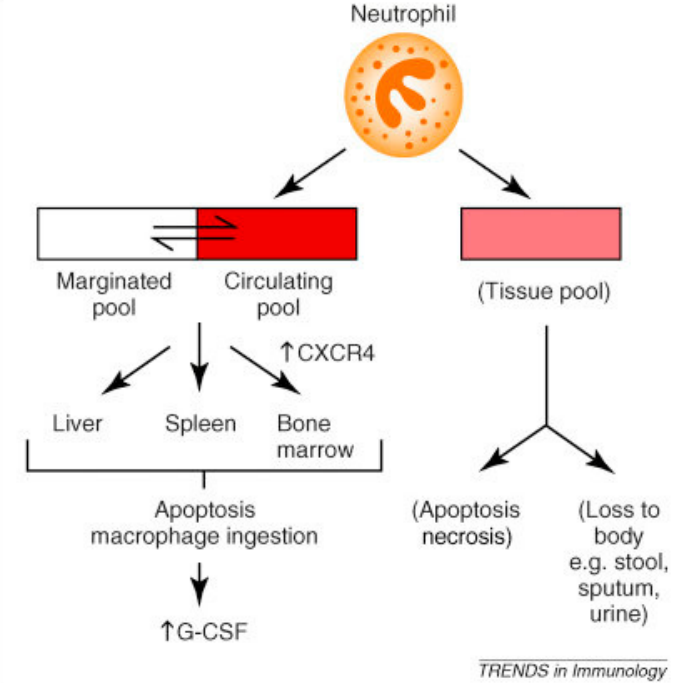 Neutrophil
Marginated
pool
Circulating
pool
(Tissue pool)
↑CXCR4
Liver
Spleen
Bone
marrow
Apoptosis
macrophage ingestion
↑G-CSF
(Apoptosis
necrosis)
(Loss to
body
e.g. stool,
sputum,
urine)
TRENDS in Immunology